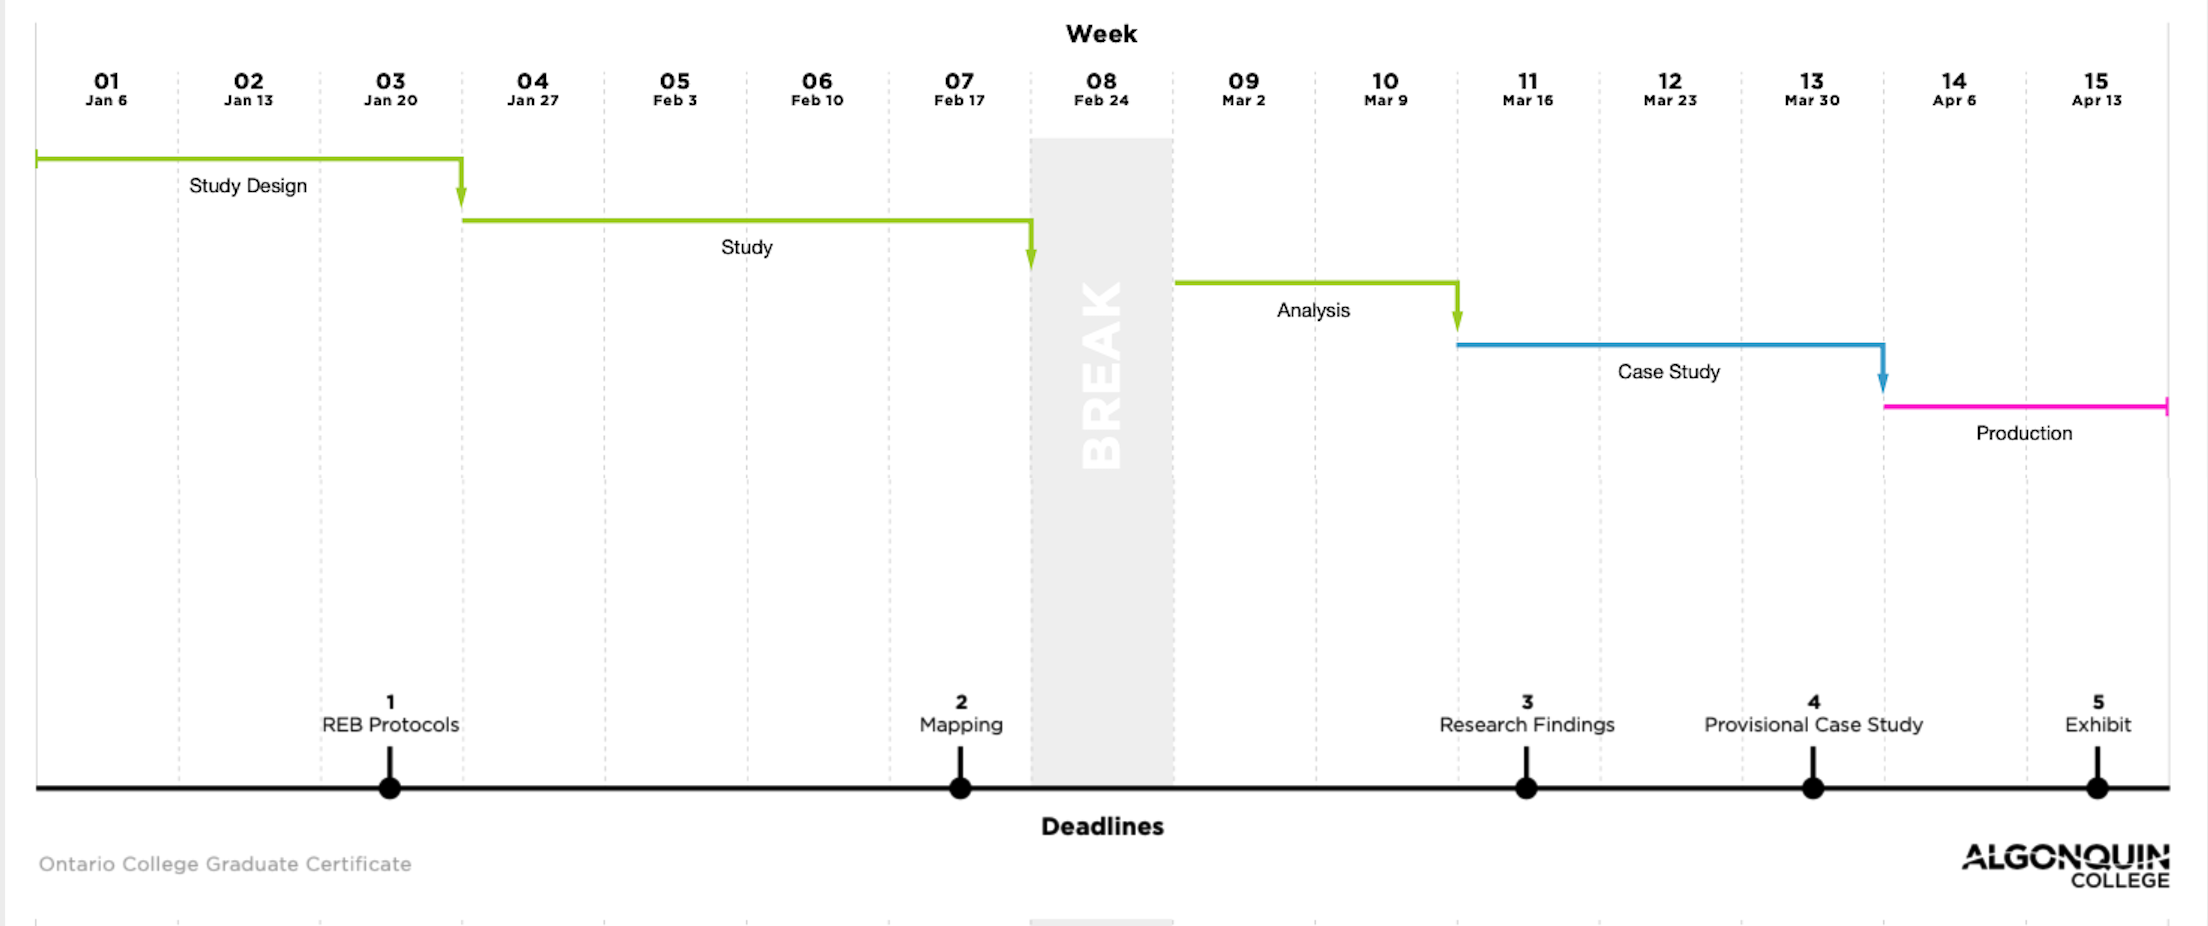 Week
01 02 03 04 05 06 07 08 09 10 11 12 13 14 15
Jan 6 Jan 13 Jan 20 Jan 27 Feb 3 Feb 10 Feb 17 Feb 24 Mar 2 Mar 9 Mar 16 Mar 23 Mar 30 Apr 6 Apr 13
Study Design
Study
BREAK
Analysis
Case Study
Production
1 2 3 4 5
REB Protocols Mapping Research Findings Provisional Case Study Exhibit
Deadlines
Ontario College Graduate Certificate
ALGONQUIN
COLLEGE